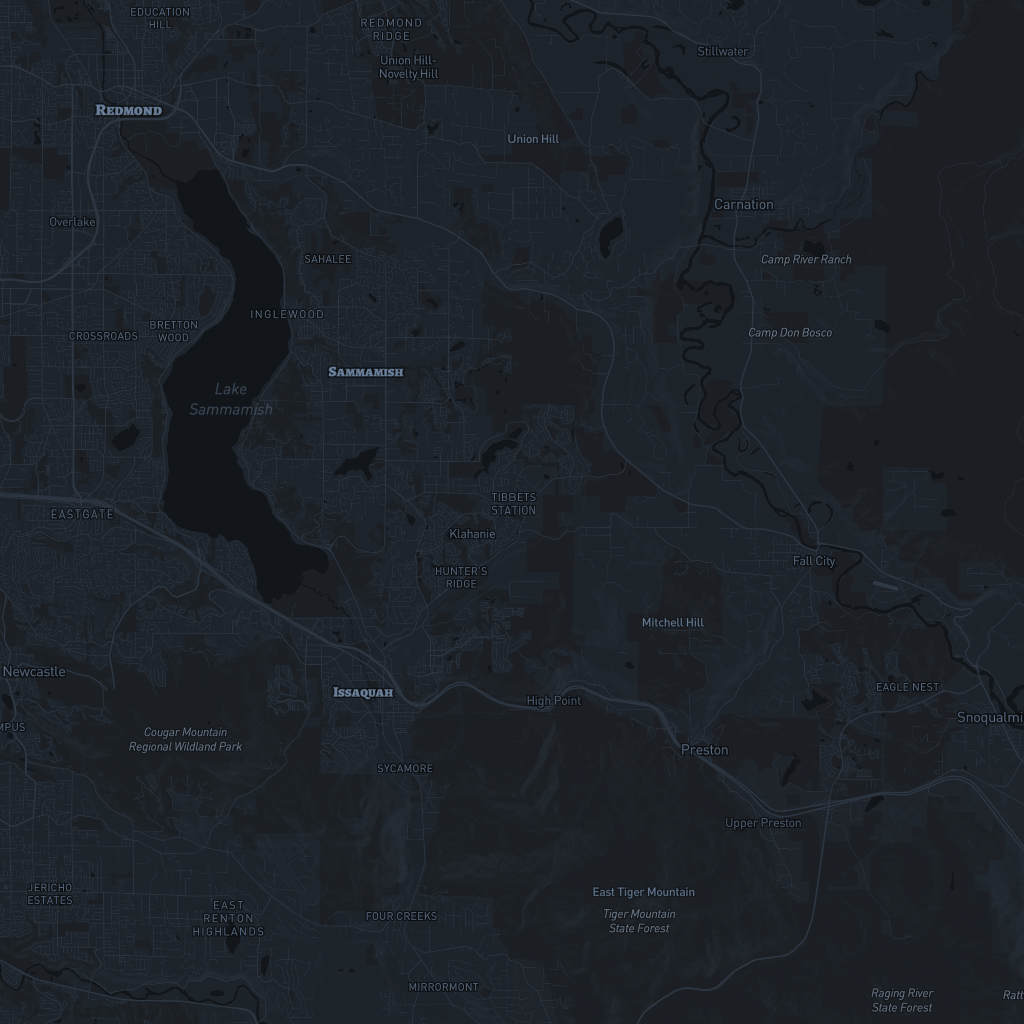 EDUCATION
HILL
REDMOND
RIDGE
Union Hill-
Novelty Hill
Stillwater
REDMOND
Union Hill
Carnation
Overlake
SAHALEE
Camp River Ranch
INGLEWOOD
BRETTON
WOOD
CROSSROADS
Camp Don Bosco
SAMMAMISH
Lake
Sammamish
TIBBETS
STATION
EASTGATE
Klahanie
Fall City
HUNTER'S
RIDGE
Mitchell Hill
Newcastle
EAGLE NEST
ISSAQUAH
High Point
Snoqualmi
MPUS
Cougar Mountain
Regional Wildland Park
Preston
SYCAMORE
Upper Preston
JERICHO
ESTATES
East Tiger Mountain
EAST
RENTON
HIGHLANDS
FOUR CREEKS
Tiger Mountain
State Forest
MIRRORMONT
Raging River
State Forest
Ratt